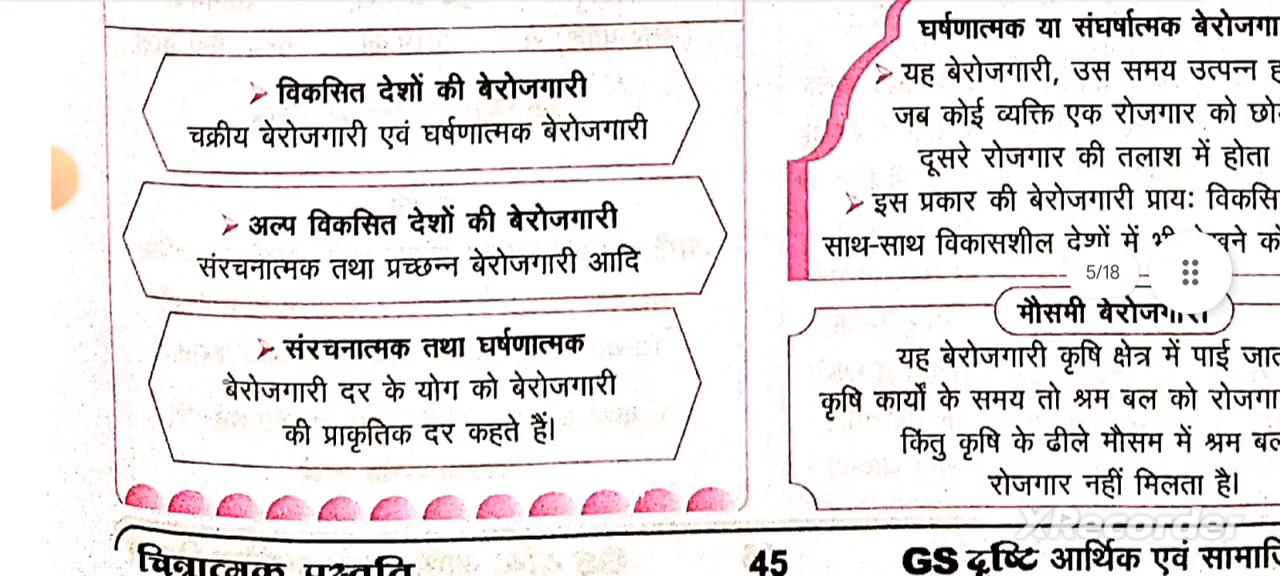 ➢ विकसित देशों की बेरोजगारी
चक्रीय बेरोजगारी एवं घर्षणात्मक बेरोजगारी
➢ अल्प विकसित देशों की बेरोजगारी
संरचनात्मक तथा प्रच्छन्न बेरोजगारी आदि
➢ संरचनात्मक तथा घर्षणात्मक
बेरोजगारी दर के योग को बेरोजगारी
की प्राकृतिक दर कहते हैं।
घर्षणात्मक या संघर्षात्मक
➢ यह बेरोजगारी, उस समय उत्पन्न
जब कोई व्यक्ति एक रोजगार को
दूसरे रोजगार की तलाश में होता
➢ इस प्रकार की बेरोजगारी प्रायः
साथ-साथ विकासशील देशों में
5/18
मौसमी बेरोजगारी
यह बेरोजगारी कृषि क्षेत्र में पाई
कृषि कार्यों के समय तो श्रम बल को
किंतु कृषि के ढीले मौसम में श्रम
रोजगार नहीं मिलता है।
XRecorder
चित्रात्मक प्रस्तुति
45
GS दृष्टि आर्थिक एवं